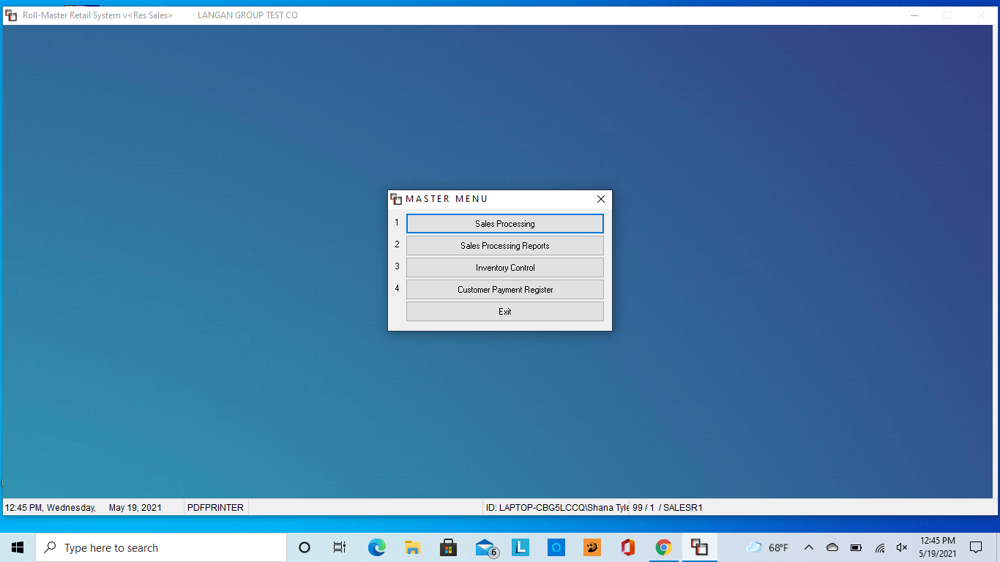 Roll-Master Retail System v<Res Sales> LANGAN GROUP TEST CO
MASTER MENU
1 Sales Processing
2 Sales Processing Reports
3 Inventory Control
4 Customer Payment Register
Exit
12:45 PM, Wednesday, May 19, 2021 PDFPRINTER ID: LAPTOP-CBG5LCCQ\Shana Tyle 99 / 1 / SALESR1
Type here to search
6
L
68°F
12:45 PM
5/19/2021